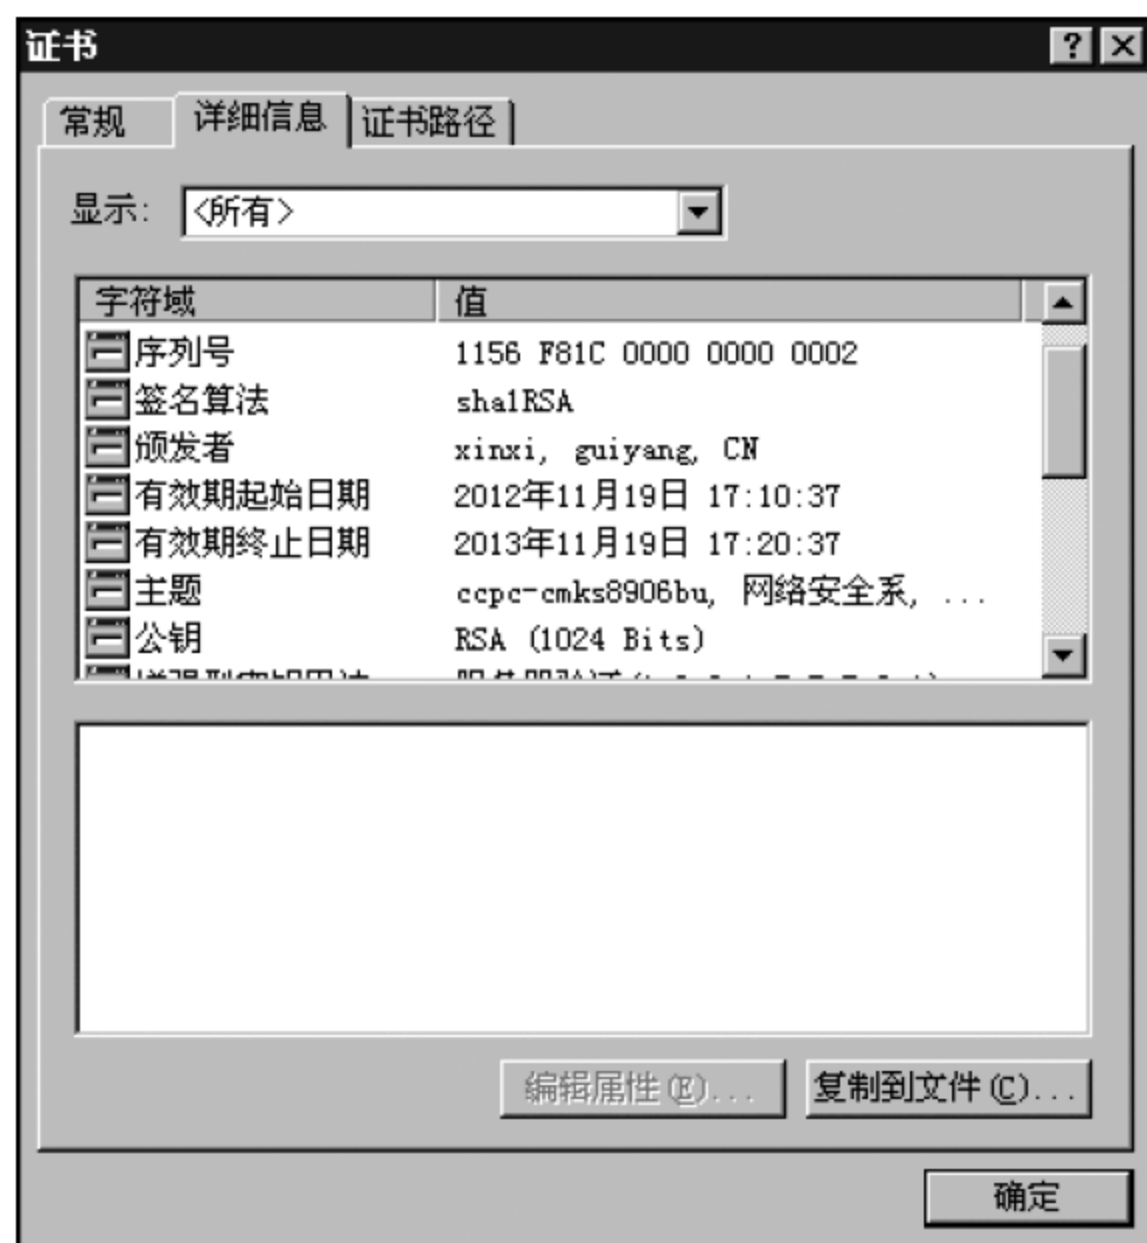 证书
常规 详细信息 证书路径
显示: <所有>
字符域 值
序列号 1156 F81C 0000 0000 0002
签名算法 sha1RSA
颁发者 xinxi, guiyang, CN
有效期起始日期 2012年11月19日 17:10:37
有效期终止日期 2013年11月19日 17:20:37
主题 ccpc-cmks8906bu, 网络安全系, ...
公钥 RSA (1024 Bits)
编辑属性(E)... 复制到文件(C)...
确定